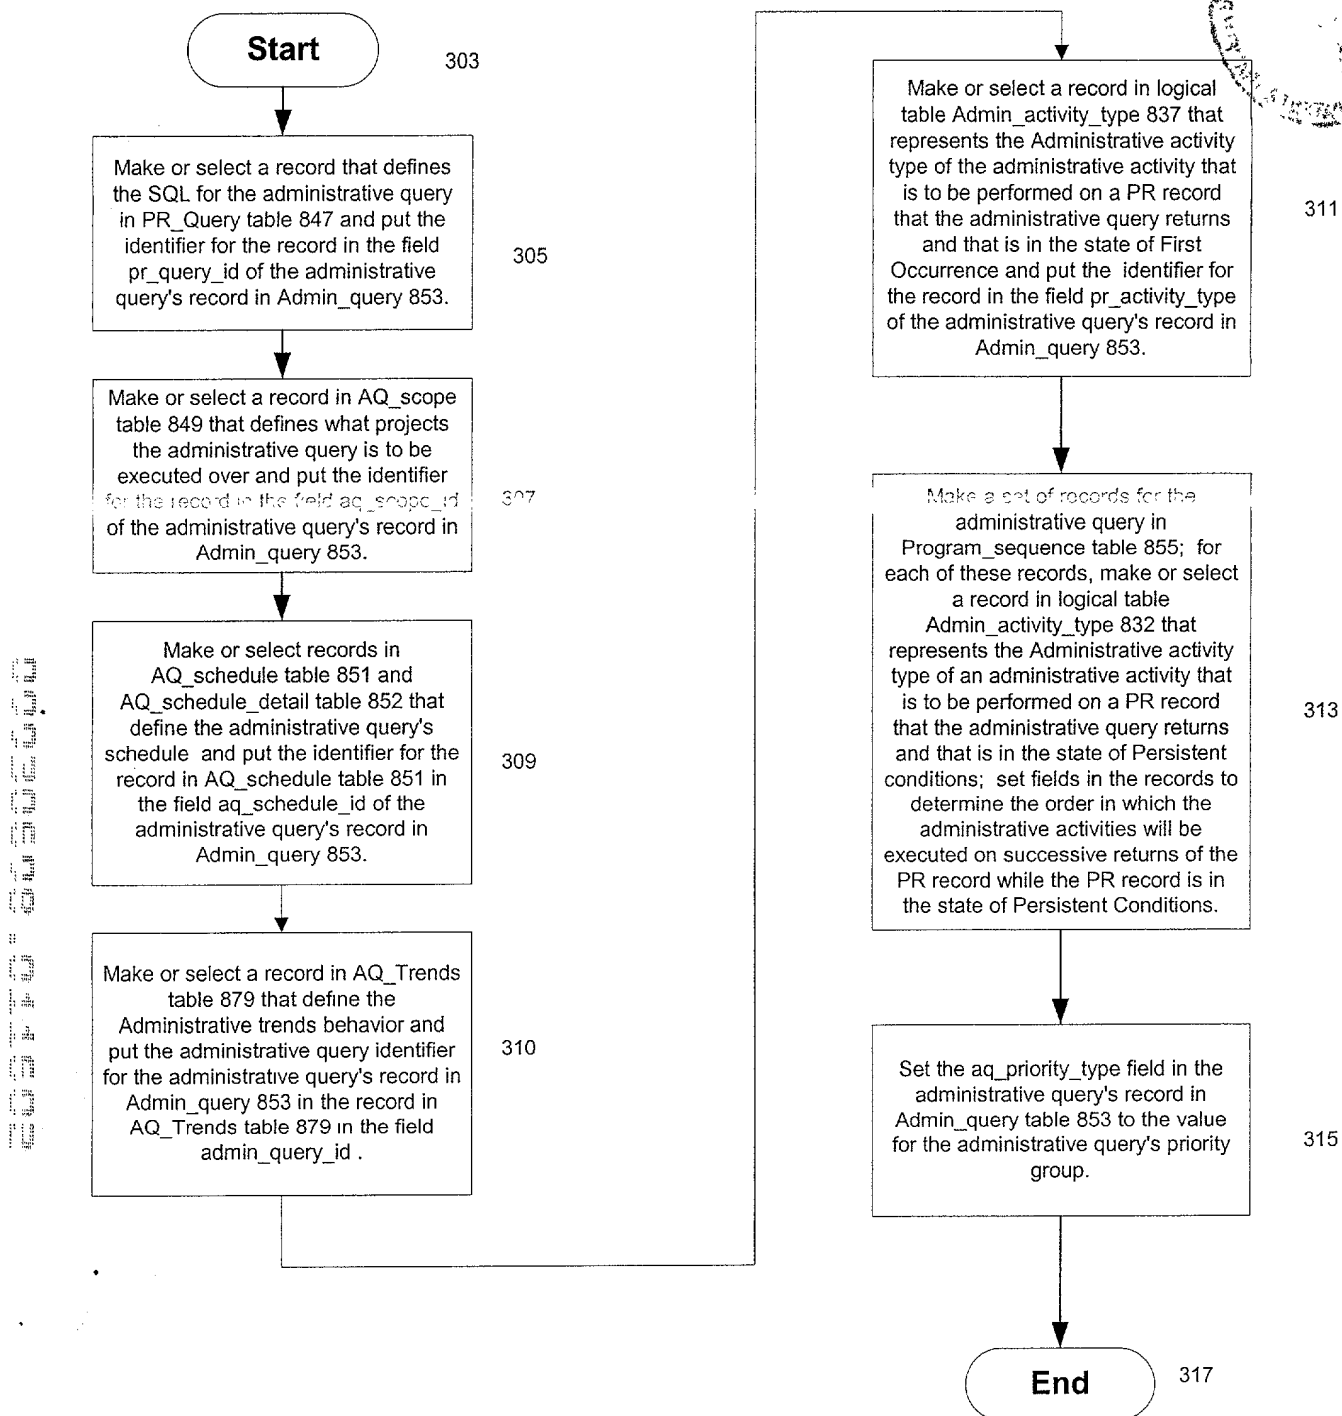 Start
303
Make or select a record that defines
the SQL for the administrative query
in PR_Query table 847 and put the
identifier for the record in the field
pr_query_id of the administrative
query's record in Admin_query 853.
305
Make or select a record in AQ_scope
table 849 that defines what projects
the administrative query is to be
executed over and put the identifier
for the record in the field aq_scope_id
of the administrative query's record in
Admin_query 853.
307
Make or select records in
AQ_schedule table 851 and
AQ_schedule_detail table 852 that
define the administrative query's
schedule and put the identifier for the
record in AQ_schedule table 851 in
the field aq_schedule_id of the
administrative query's record in
Admin_query 853.
309
Make or select a record in AQ_Trends
table 879 that define the
Administrative trends behavior and
put the administrative query identifier
for the administrative query's record in
Admin_query 853 in the record in
AQ_Trends table 879 in the field
admin_query_id .
310
Make or select a record in logical
table Admin_activity_type 837 that
represents the Administrative activity
type of the administrative activity that
is to be performed on a PR record
that the administrative query returns
and that is in the state of First
Occurrence and put the identifier for
the record in the field pr_activity_type
of the administrative query's record in
Admin_query 853.
311
Make a set of records for the
administrative query in
Program_sequence table 855; for
each of these records, make or select
a record in logical table
Admin_activity_type 832 that
represents the Administrative activity
type of an administrative activity that
is to be performed on a PR record
that the administrative query returns
and that is in the state of Persistent
conditions; set fields in the records to
determine the order in which the
administrative activities will be
executed on successive returns of the
PR record while the PR record is in
the state of Persistent Conditions.
313
Set the aq_priority_type field in the
administrative query's record in
Admin_query table 853 to the value
for the administrative query's priority
group.
315
End
317